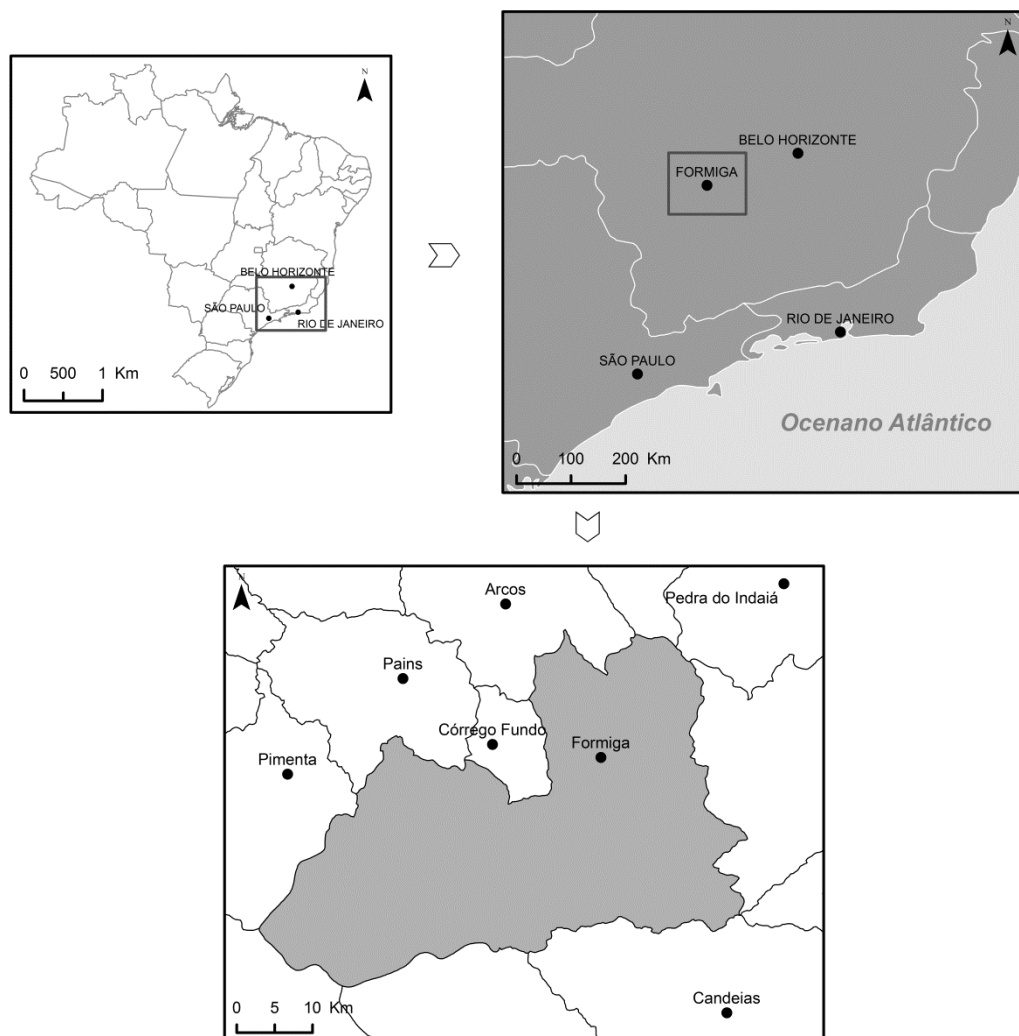 N
BELO HORIZONTE
SÃO PAULO
RIO DE JANEIRO
0 500 1 Km
N
BELO HORIZONTE
FORMIGA
RIO DE JANEIRO
SÃO PAULO
Ocenano Atlântico
0 100 200 Km
N
Arcos
Pedra do Indaiá
Pains
Córrego Fundo
Formiga
Pimenta
Candeias
0 5 10 Km